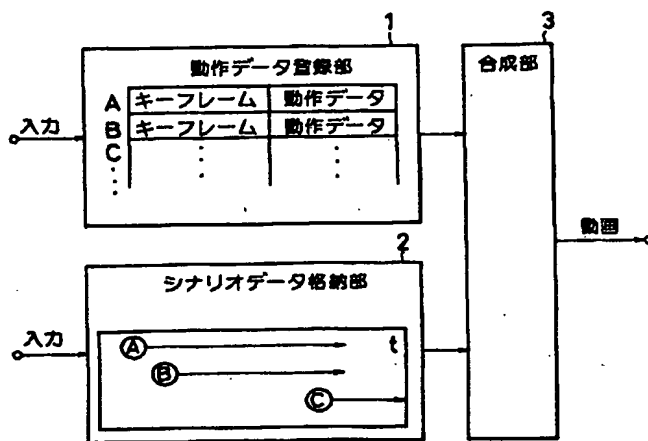 1
動作データ登録部
A キーフレーム 動作データ
B キーフレーム 動作データ
C
入力
3
合成部
動画
2
シナリオデータ格納部
入力
A
t
B
C